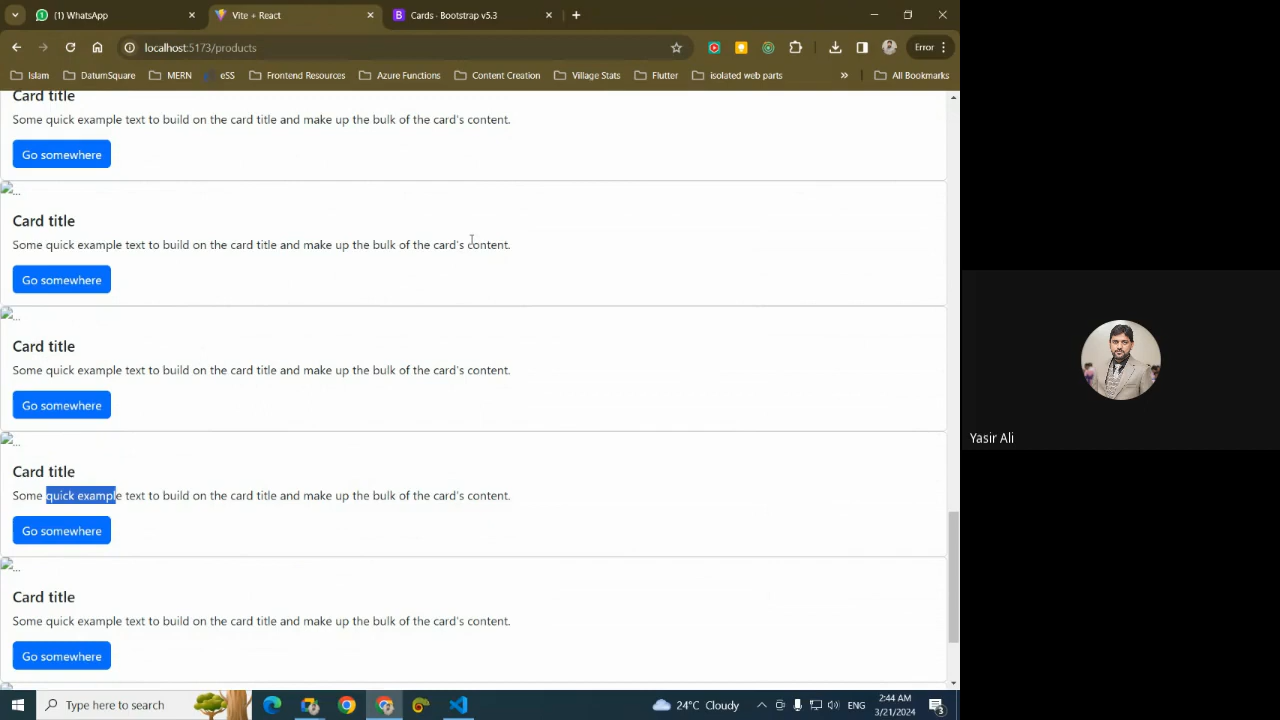 (1) WhatsApp
Vite + React
Cards · Bootstrap v5.3
localhost:5173/products
Error
Islam
DatumSquare
MERN
eSS
Frontend Resources
Azure Functions
Content Creation
Village Stats
Flutter
isolated web parts
»
All Bookmarks
Card title
Some quick example text to build on the card title and make up the bulk of the card's content.
Go somewhere
...
Card title
Some quick example text to build on the card title and make up the bulk of the card's content.
Go somewhere
...
Card title
Some quick example text to build on the card title and make up the bulk of the card's content.
Go somewhere
...
Card title
Some quick example text to build on the card title and make up the bulk of the card's content.
Go somewhere
...
Card title
Some quick example text to build on the card title and make up the bulk of the card's content.
Go somewhere
Yasir Ali
Type here to search
24°C Cloudy
ENG
2:44 AM
3/21/2024
3